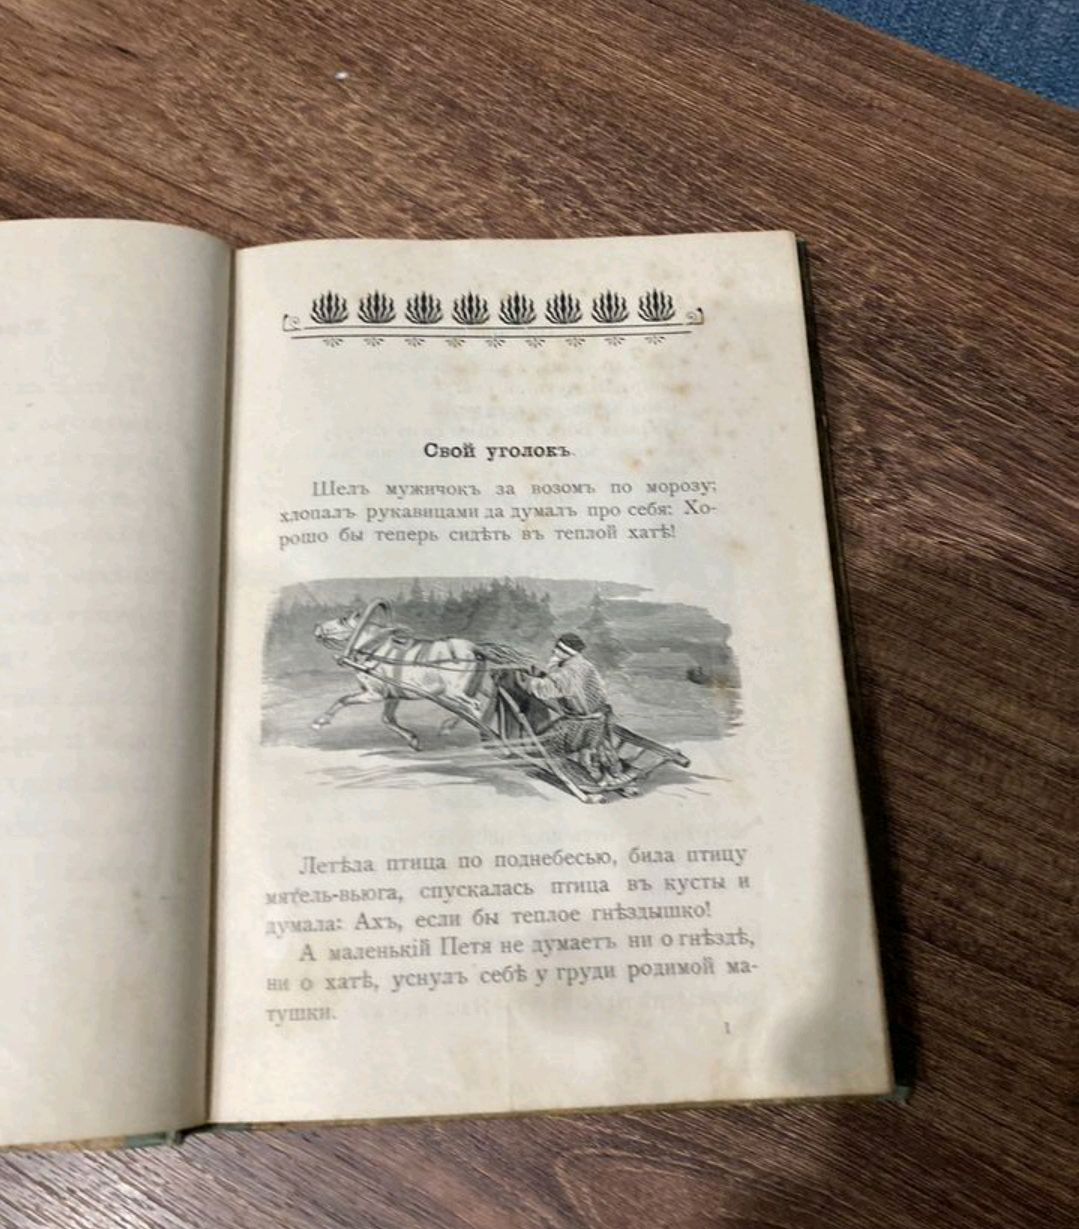 Свой уголокъ.
Шелъ мужичокъ за возомъ по морозу;
хлопалъ рукавицами да думалъ про себя: Хо-
рошо бы теперь сидѣть въ теплой хатѣ!
Летѣла птица по поднебесью, била птицу
мятель-вьюга, спускалась птица въ кусты и
думала: Ахъ, если бы теплое гнѣздышко!
А маленькій Петя не думаетъ ни о гнѣздѣ,
ни о хатѣ, уснулъ себѣ у груди родимой ма-
тушки.
1